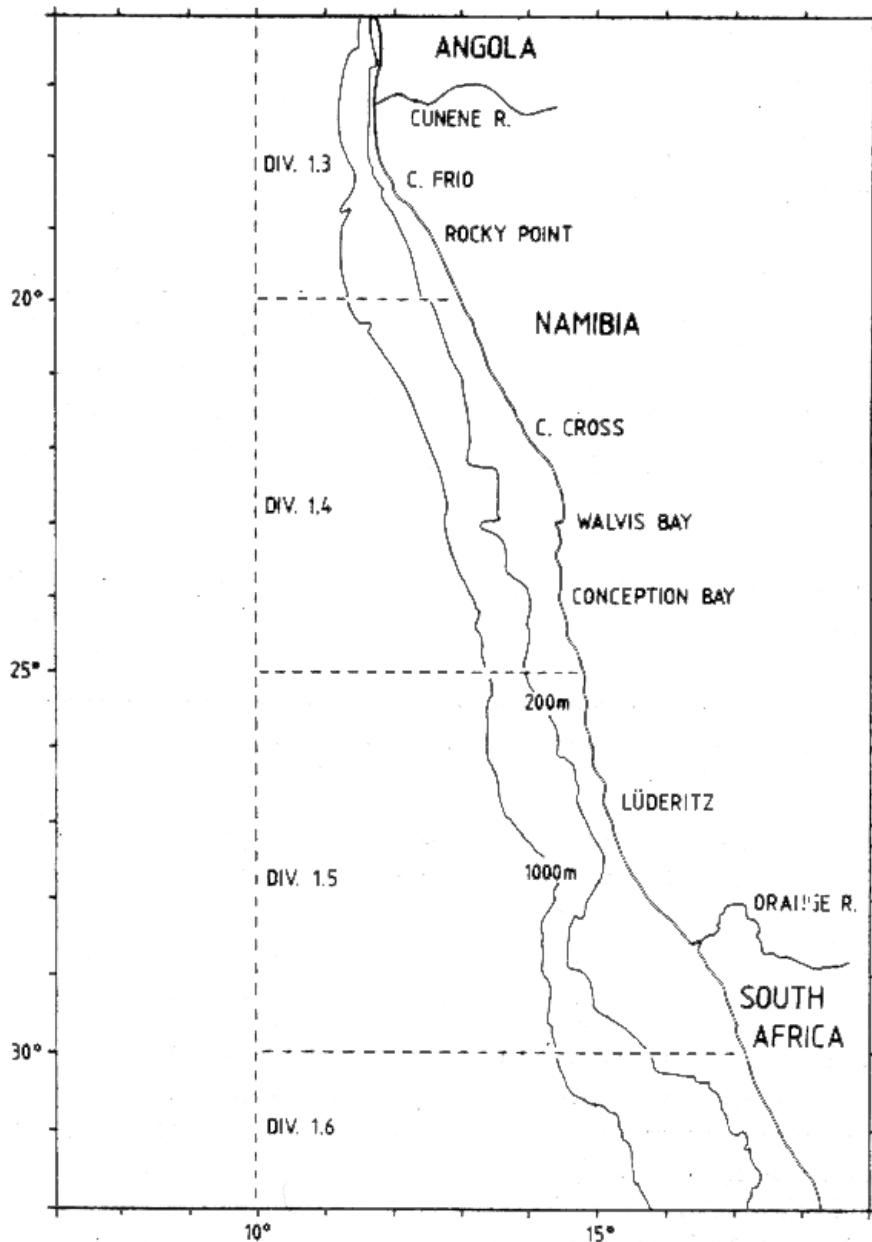 ANGOLA
CUNENE R.
DIV. 1.3
C. FRIO
ROCKY POINT
20°
NAMIBIA
C. CROSS
DIV. 1.4
WALVIS BAY
CONCEPTION BAY
25°
200m
LÜDERITZ
1000m
DIV. 1.5
ORANGE R.
SOUTH
AFRICA
30°
DIV. 1.6
10°
15°